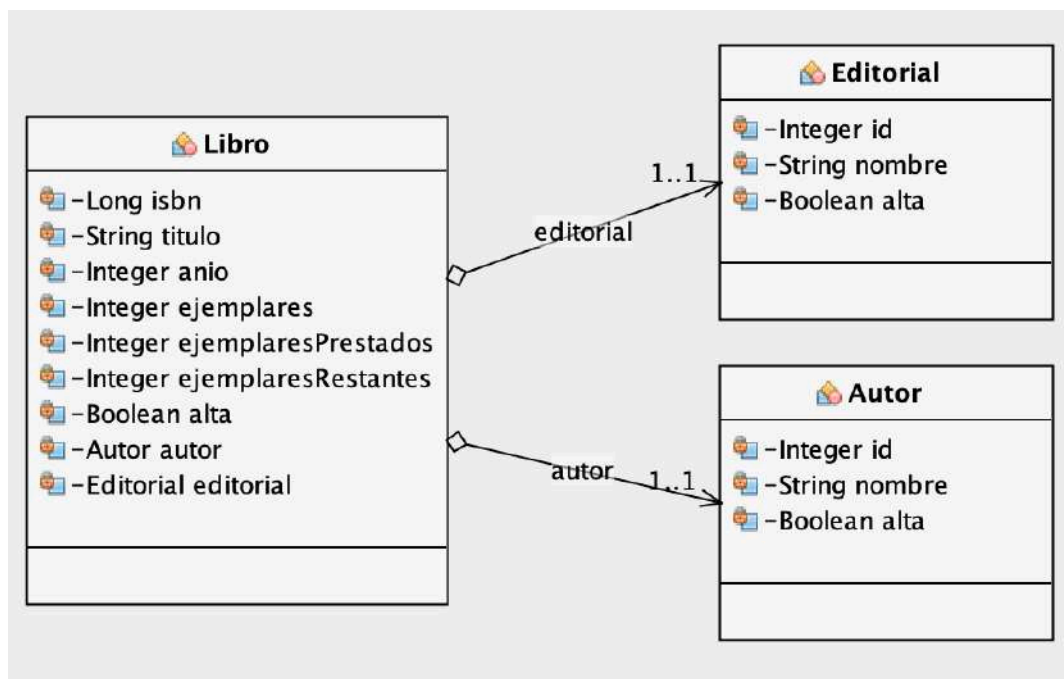 Libro
-Long isbn
-String titulo
-Integer anio
-Integer ejemplares
-Integer ejemplaresPrestados
-Integer ejemplaresRestantes
-Boolean alta
-Autor autor
-Editorial editorial
editorial
1..1
Editorial
-Integer id
-String nombre
-Boolean alta
autor
1..1
Autor
-Integer id
-String nombre
-Boolean alta